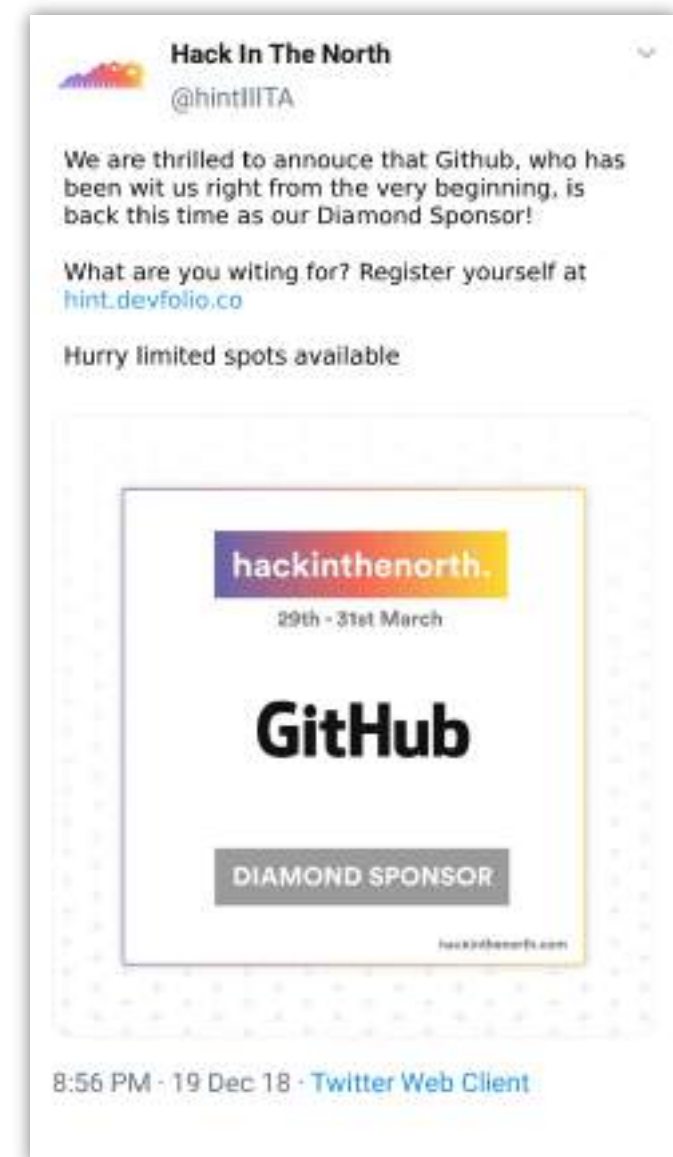 Hack In The North
@hintIIITA
We are thrilled to annouce that Github, who has
been wit us right from the very beginning, is
back this time as our Diamond Sponsor!
What are you witing for? Register yourself at
hint.devfolio.co
Hurry limited spots available
hackinthenorth.
29th - 31st March
GitHub
DIAMOND SPONSOR
hackinthenorth.com
8:56 PM · 19 Dec 18 · Twitter Web Client